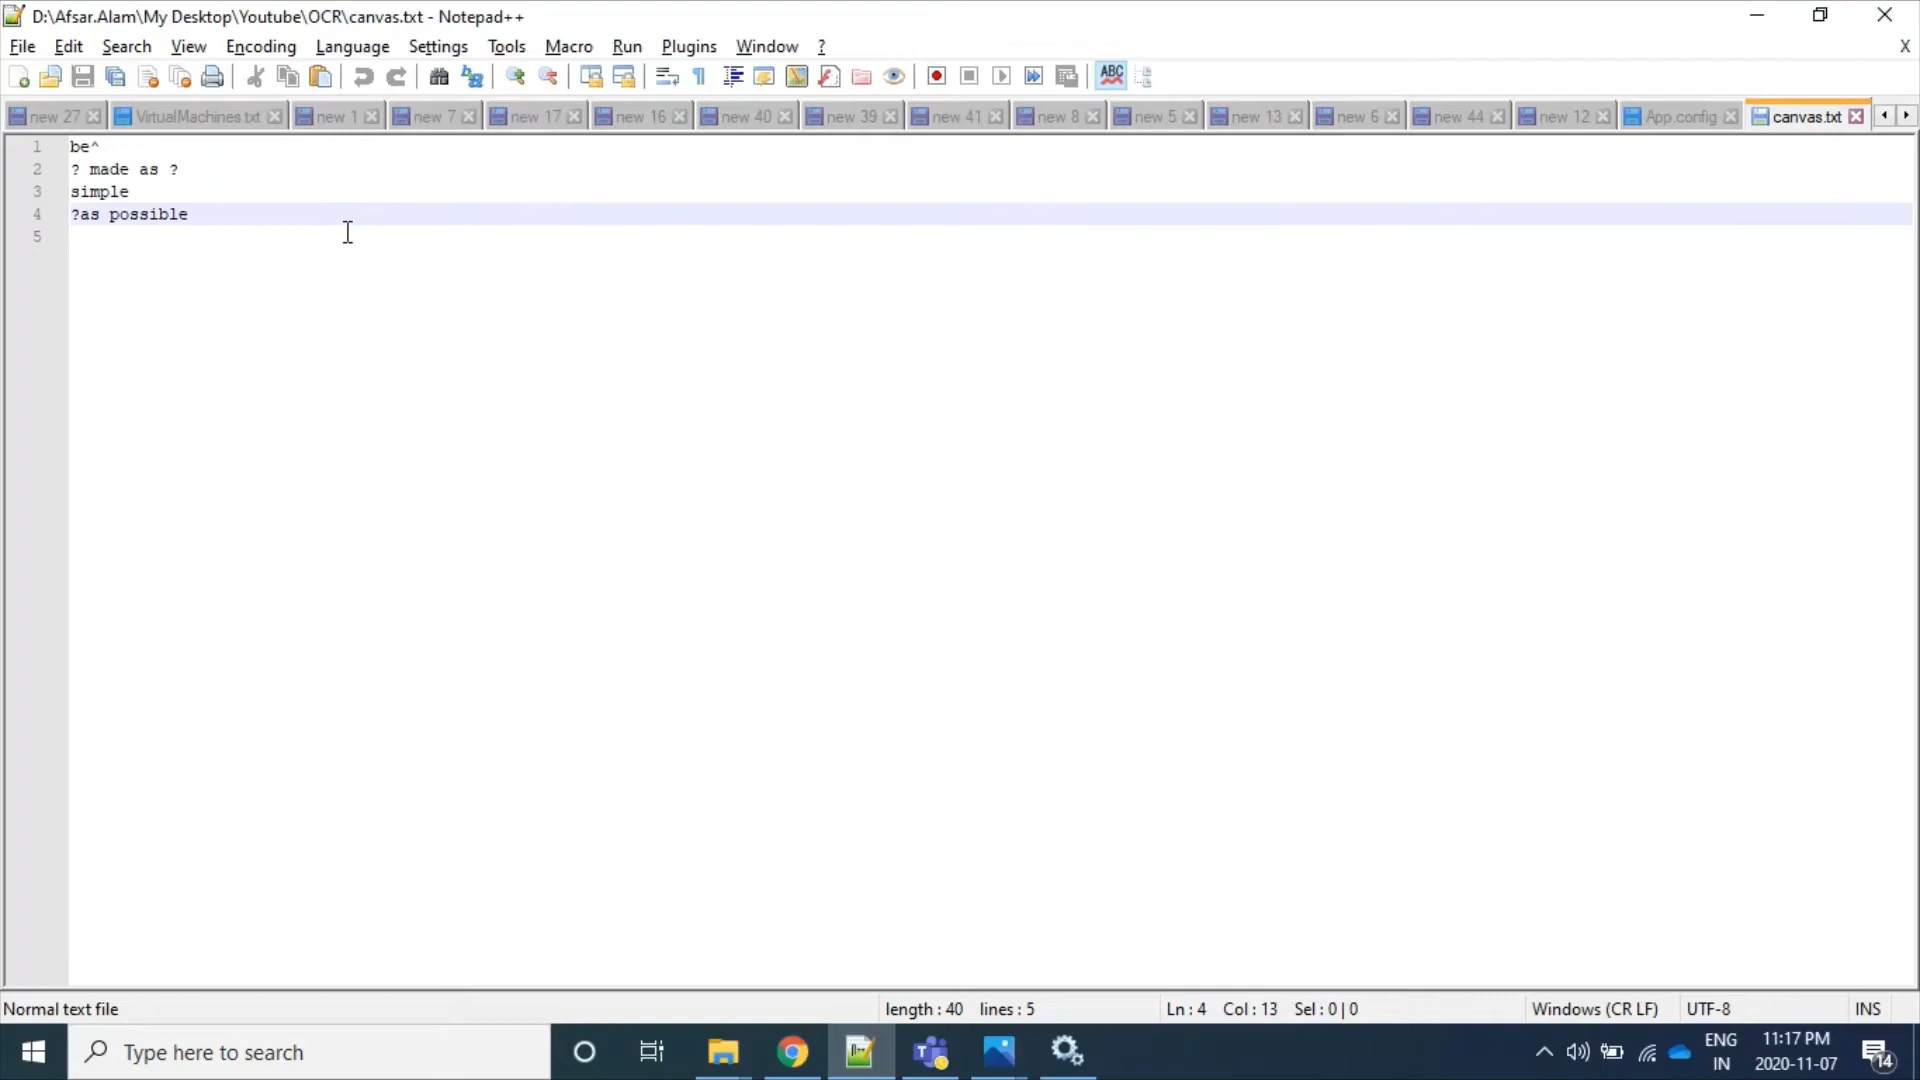 D:\Afsar.Alam\My Desktop\Youtube\OCR\canvas.txt - Notepad++
File Edit Search View Encoding Language Settings Tools Macro Run Plugins Window ? X
ABC
new 27 VirtualMachines.txt new 1 new 7 new 17 new 16 new 40 new 39 new 41 new 8 new 5 new 13 new 6 new 44 new 12 App.config canvas.txt
1 be^
2 ? made as ?
3 simple
4 ?as possible
5
Normal text file length : 40 lines : 5 Ln : 4 Col : 13 Sel : 0 | 0 Windows (CR LF) UTF-8 INS
Type here to search ENG 11:17 PM
IN 2020-11-07 14